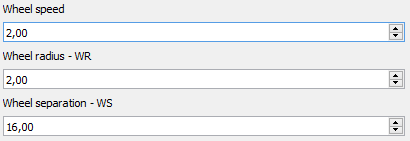 Wheel speed
2,00
Wheel radius - WR
2,00
Wheel separation - WS
16,00